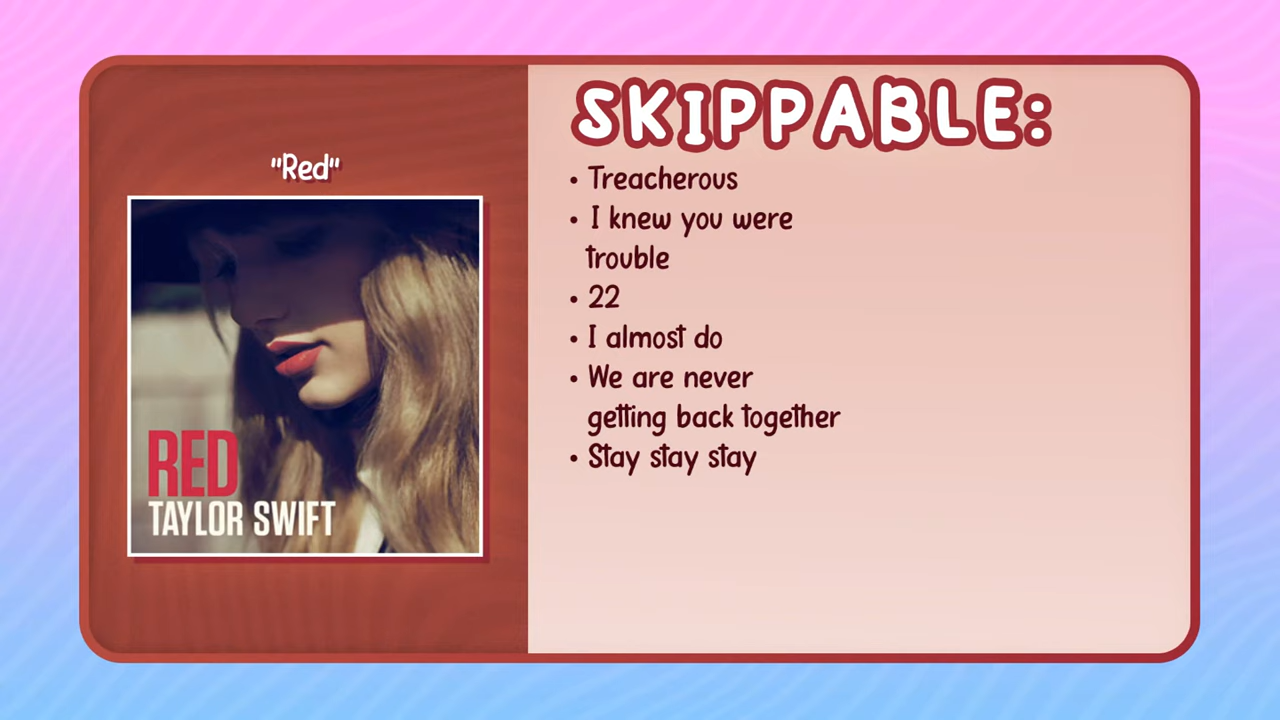 "Red"
RED
TAYLOR SWIFT
SKIPPABLE:
• Treacherous
• I knew you were
trouble
• 22
• I almost do
• We are never
getting back together
• Stay stay stay